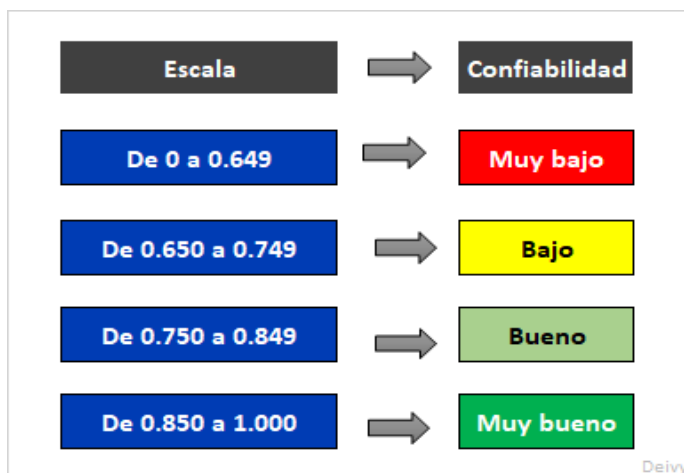 Escala
Confiabilidad
De 0 a 0.649
Muy bajo
De 0.650 a 0.749
Bajo
De 0.750 a 0.849
Bueno
De 0.850 a 1.000
Muy bueno